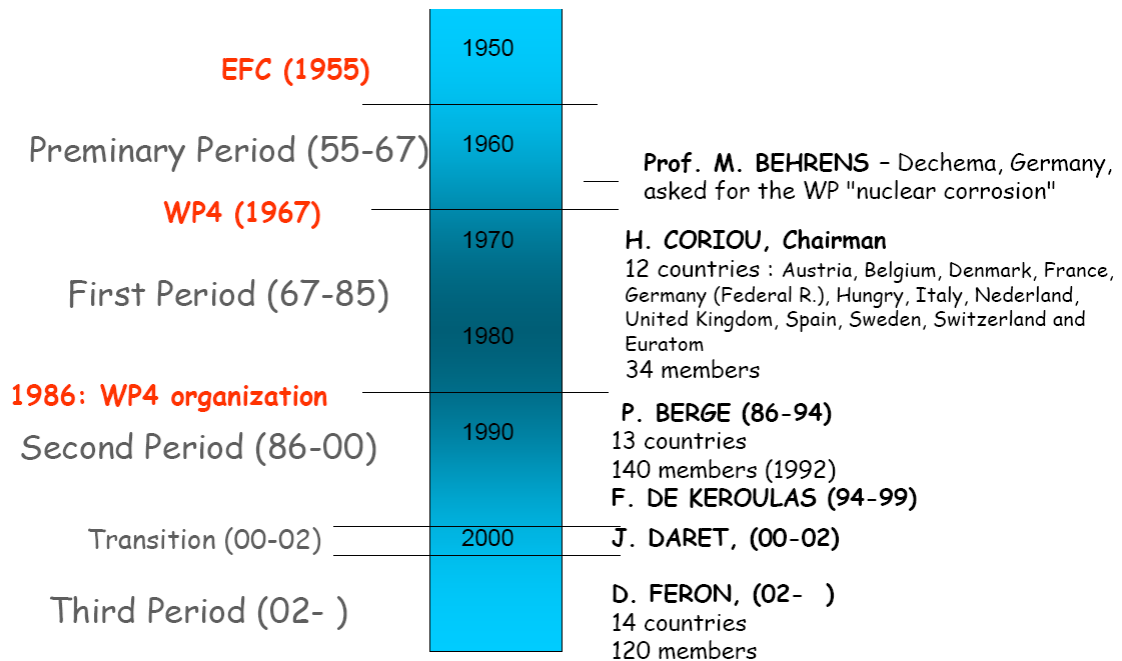 1950
EFC (1955)
Preminary Period (55-67)
1960
Prof. M. BEHRENS – Dechema, Germany,
asked for the WP "nuclear corrosion"
WP4 (1967)
1970
H. CORIOU, Chairman
12 countries : Austria, Belgium, Denmark, France,
Germany (Federal R.), Hungry, Italy, Nederland,
United Kingdom, Spain, Sweden, Switzerland and
Euratom
34 members
First Period (67-85)
1980
1986: WP4 organization
Second Period (86-00)
1990
P. BERGE (86-94)
13 countries
140 members (1992)
F. DE KEROULAS (94-99)
Transition (00-02)
2000
J. DARET, (00-02)
Third Period (02- )
D. FERON, (02-  )
14 countries
120 members